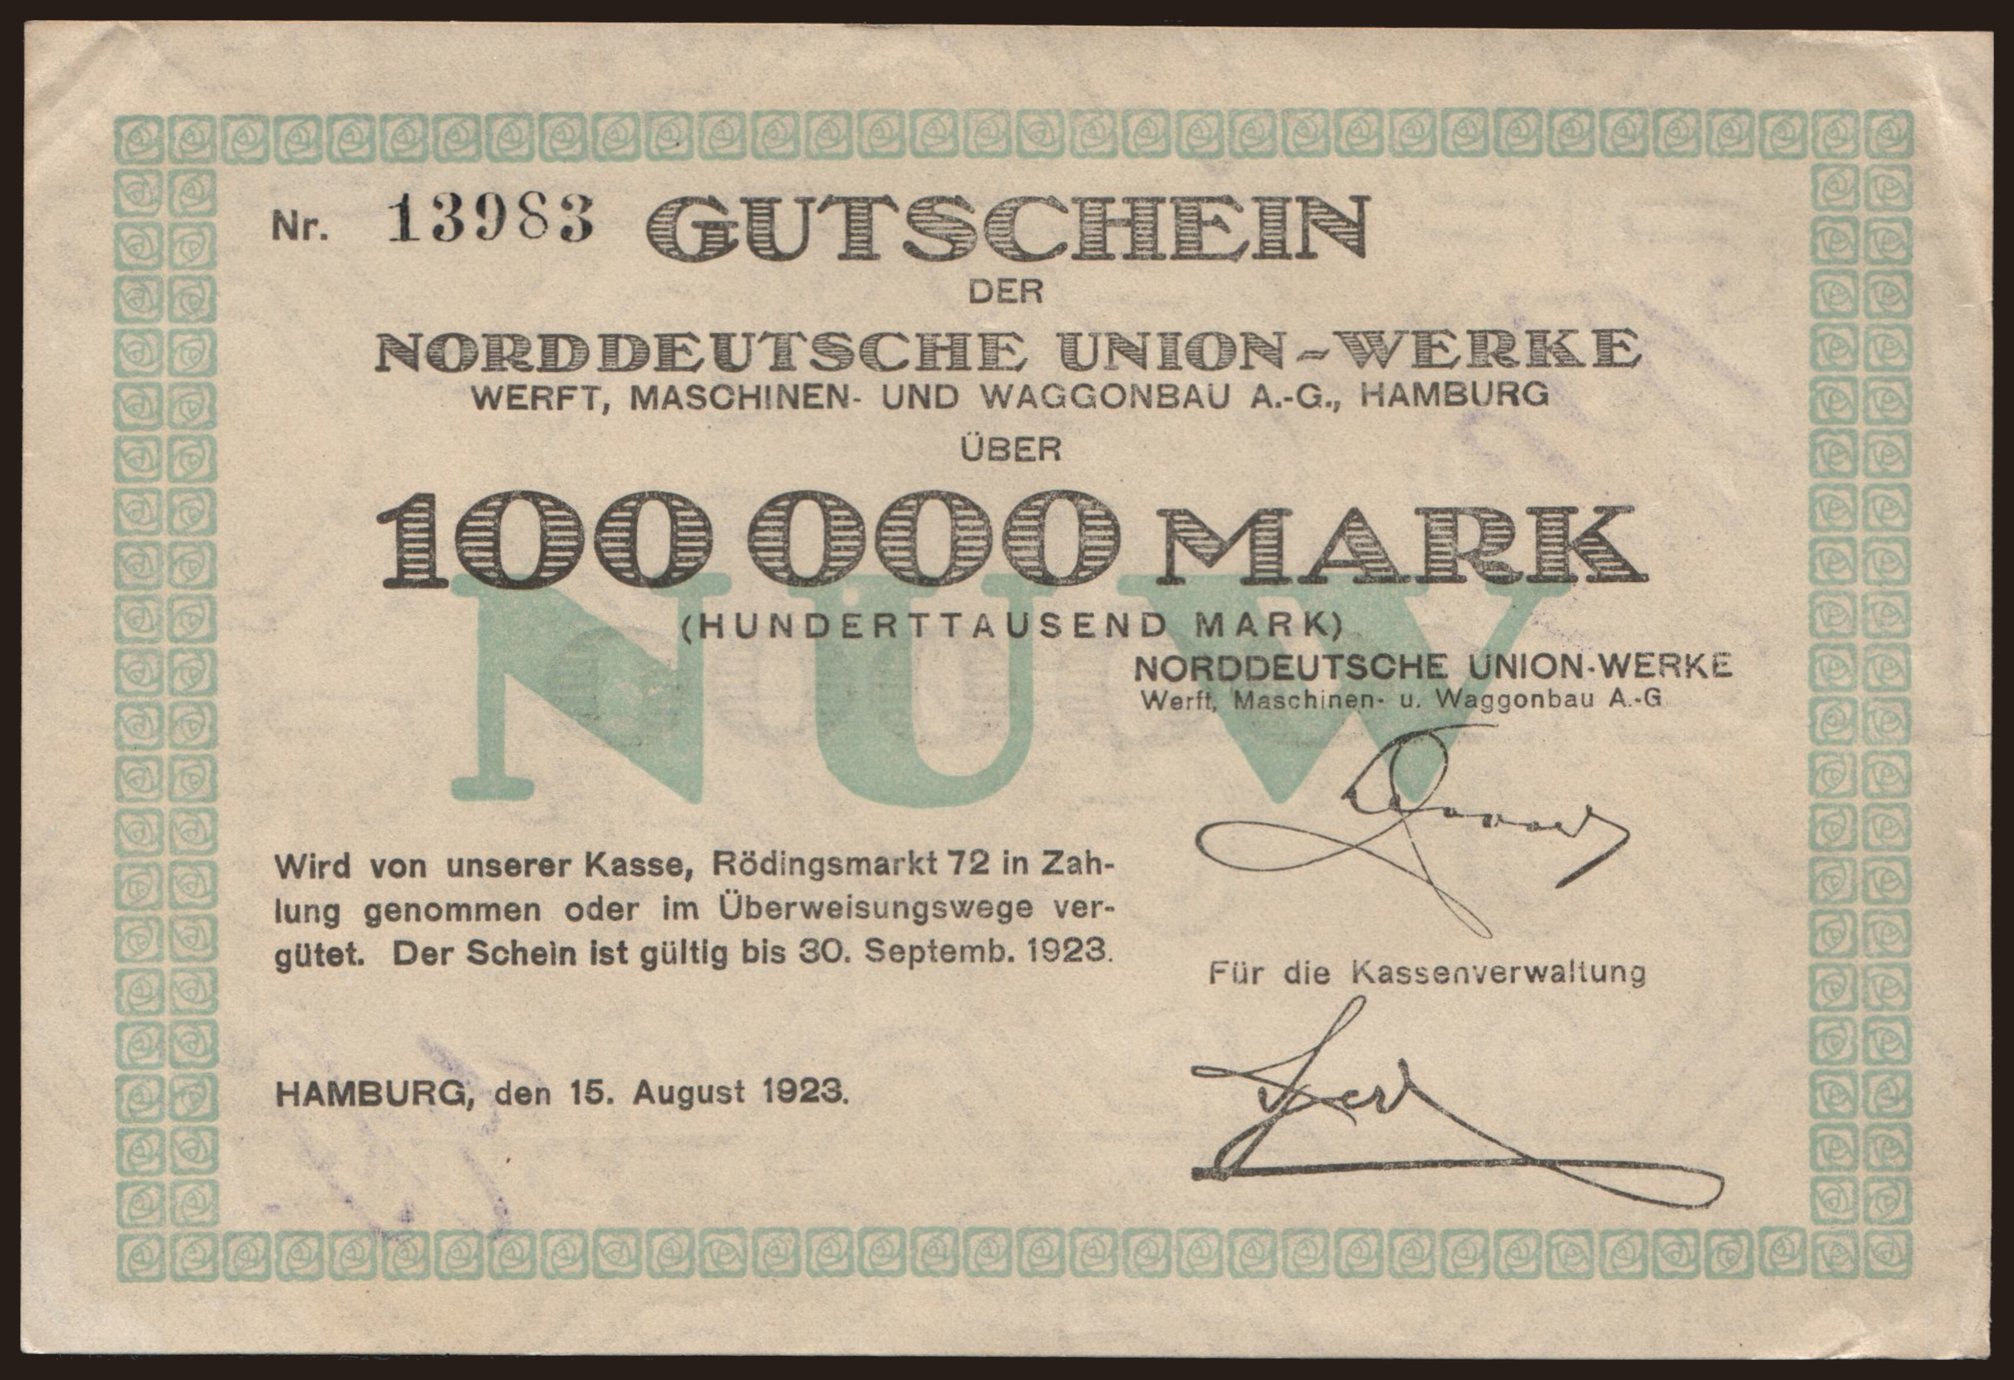 Nr. 13983 GUTSCHEIN
DER
NORDDEUTSCHE UNION-WERKE
WERFT, MASCHINEN- UND WAGGONBAU A.-G., HAMBURG
ÜBER
100 000 MARK
(HUNDERTTAUSEND MARK)
NUW
NORDDEUTSCHE UNION-WERKE
Werft, Maschinen- u. Waggonbau A.-G
Wird von unserer Kasse, Rödingsmarkt 72 in Zah-
lung genommen oder im Überweisungswege ver-
gütet. Der Schein ist gültig bis 30. Septemb. 1923.
Für die Kassenverwaltung
HAMBURG, den 15. August 1923.